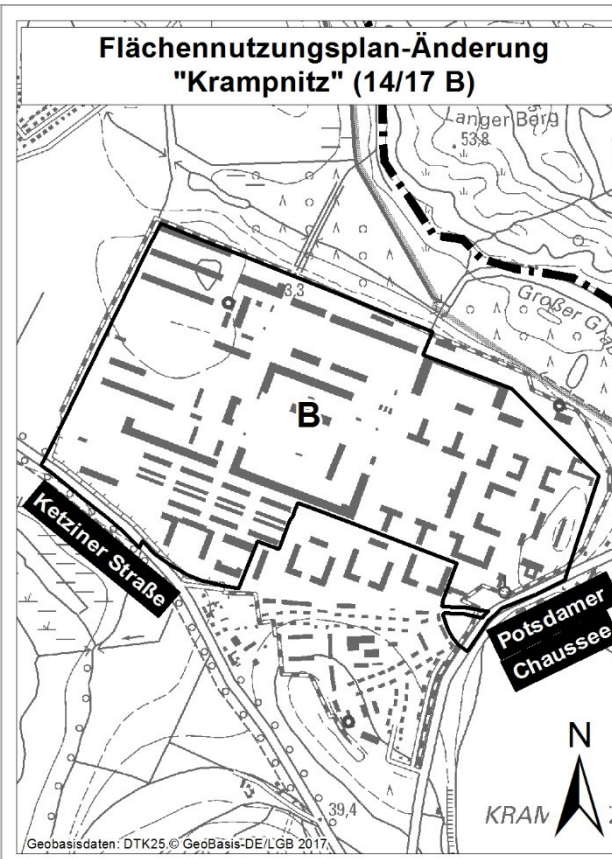 Flächennutzungsplan-Änderung
"Krampnitz" (14/17 B)
Langer Berg
53,8
3,3
B
Ketziner Straße
Potsdamer
Chaussee
N
39,4
Geobasisdaten: DTK25 © GeoBasis-DE/LGB 2017